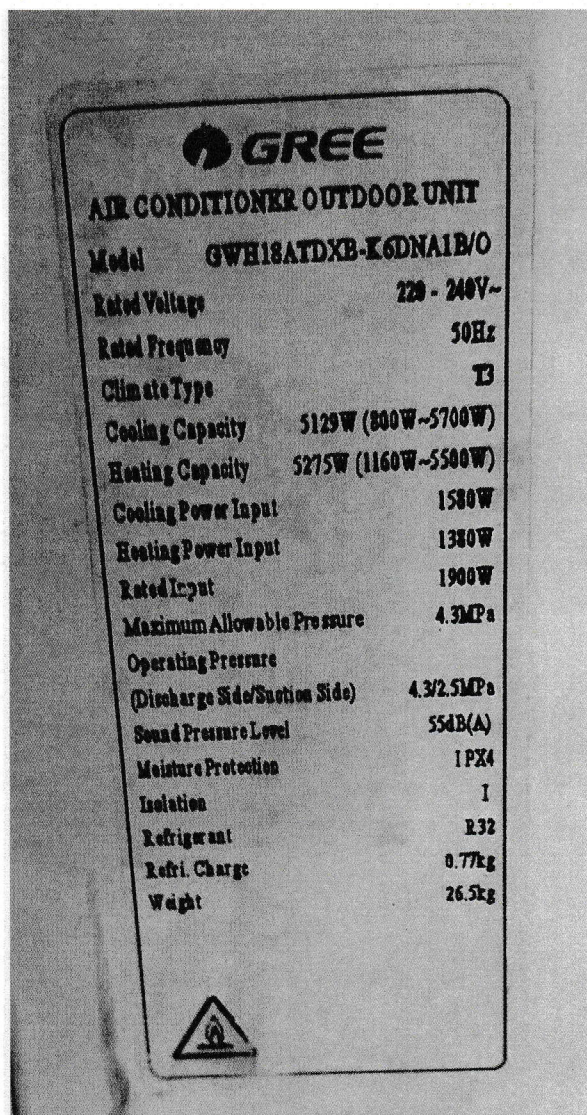 GREE
AIR CONDITIONER OUTDOOR UNIT
Model GWH18ATDXB-K6DNA1B/O
Rated Voltage 220 - 240V~
Rated Frequency 50Hz
Climate Type T3
Cooling Capacity 5129W (800W~5700W)
Heating Capacity 5275W (1160W~5500W)
Cooling Power Input 1580W
Heating Power Input 1380W
Rated Input 1900W
Maximum Allowable Pressure 4.3MPa
Operating Pressure
(Discharge Side/Suction Side) 4.3/2.5MPa
Sound Pressure Level 55dB(A)
Moisture Protection IPX4
Isolation I
Refrigerant R32
Refri. Charge 0.77kg
Weight 26.5kg